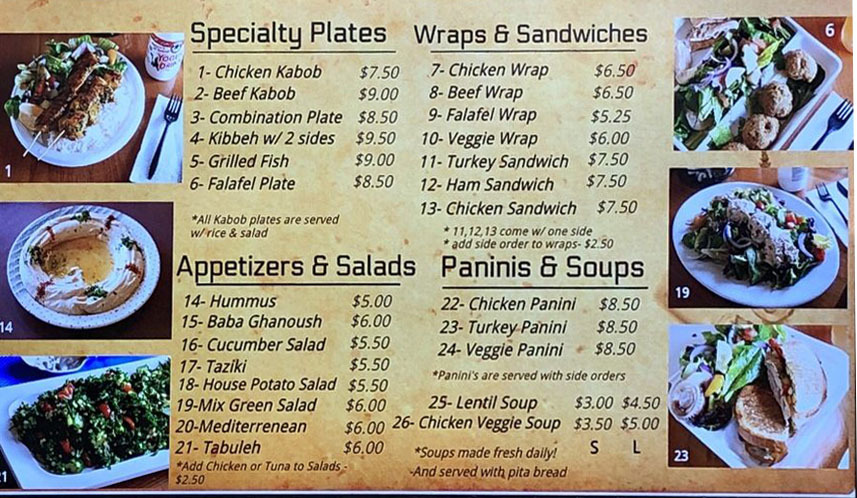 Specialty Plates
1- Chicken Kabob $7.50
2- Beef Kabob $9.00
3- Combination Plate $8.50
4- Kibbeh w/ 2 sides $9.50
5- Grilled Fish $9.00
6- Falafel Plate $8.50
*All Kabob plates are served
w/ rice & salad
Wraps & Sandwiches
7- Chicken Wrap $6.50
8- Beef Wrap $6.50
9- Falafel Wrap $5.25
10- Veggie Wrap $6.00
11- Turkey Sandwich $7.50
12- Ham Sandwich $7.50
13- Chicken Sandwich $7.50
* 11,12,13 come w/ one side
* add side order to wraps- $2.50
Appetizers & Salads
14- Hummus $5.00
15- Baba Ghanoush $6.00
16- Cucumber Salad $5.50
17- Taziki $5.50
18- House Potato Salad $5.50
19-Mix Green Salad $6.00
20-Mediterrenean $6.00
21- Tabuleh $6.00
*Add Chicken or Tuna to Salads -
$2.50
Paninis & Soups
22- Chicken Panini $8.50
23- Turkey Panini $8.50
24- Veggie Panini $8.50
*Panini's are served with side orders
25- Lentil Soup $3.00 $4.50
26- Chicken Veggie Soup $3.50 $5.00
S L
*Soups made fresh daily!
-And served with pita bread
1
14
21
6
19
23